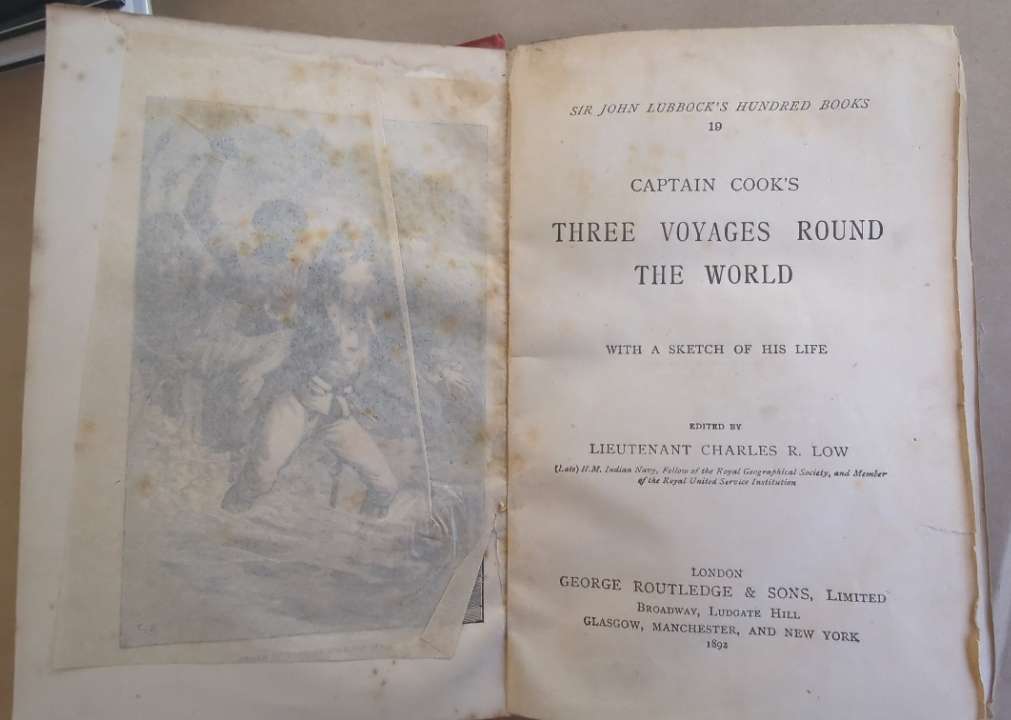 SIR JOHN LUBBOCK'S HUNDRED BOOKS
19
CAPTAIN COOK'S
THREE VOYAGES ROUND
THE WORLD
WITH A SKETCH OF HIS LIFE
EDITED BY
LIEUTENANT CHARLES R. LOW
(Late) H.M. Indian Navy, Fellow of the Royal Geographical Society, and Member
of the Royal United Service Institution
LONDON
GEORGE ROUTLEDGE & SONS, LIMITED
BROADWAY, LUDGATE HILL
GLASGOW, MANCHESTER, AND NEW YORK
1892